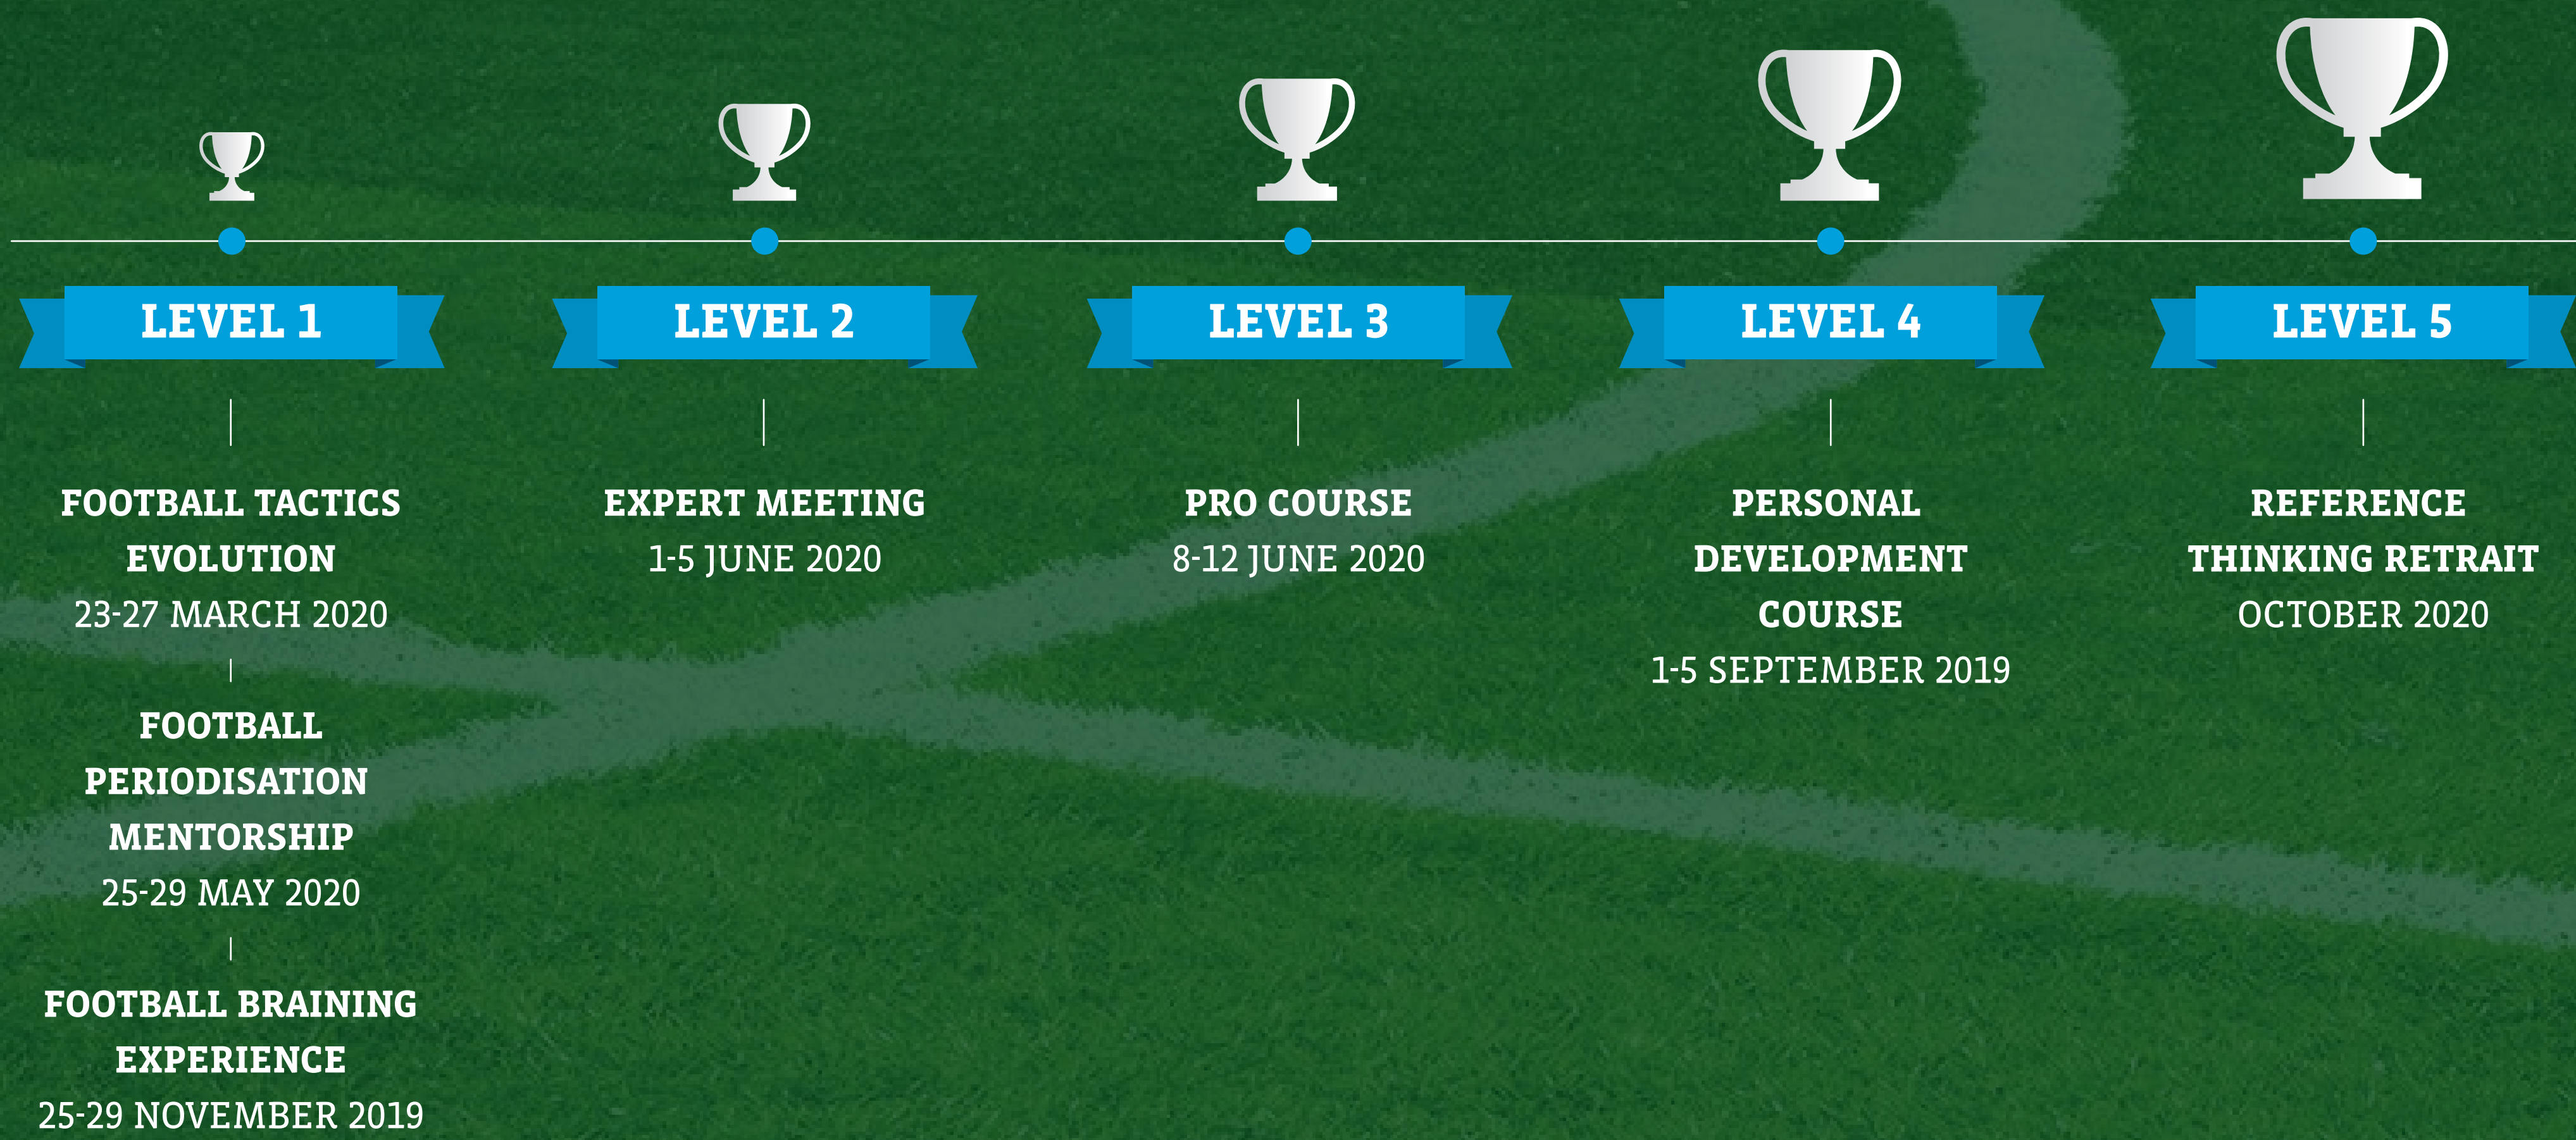 LEVEL 1
FOOTBALL TACTICS
EVOLUTION
23-27 MARCH 2020
FOOTBALL
PERIODISATION
MENTORSHIP
25-29 MAY 2020
FOOTBALL BRAINING
EXPERIENCE
25-29 NOVEMBER 2019
LEVEL 2
EXPERT MEETING
1-5 JUNE 2020
LEVEL 3
PRO COURSE
8-12 JUNE 2020
LEVEL 4
PERSONAL
DEVELOPMENT
COURSE
1-5 SEPTEMBER 2019
LEVEL 5
REFERENCE
THINKING RETRAIT
OCTOBER 2020